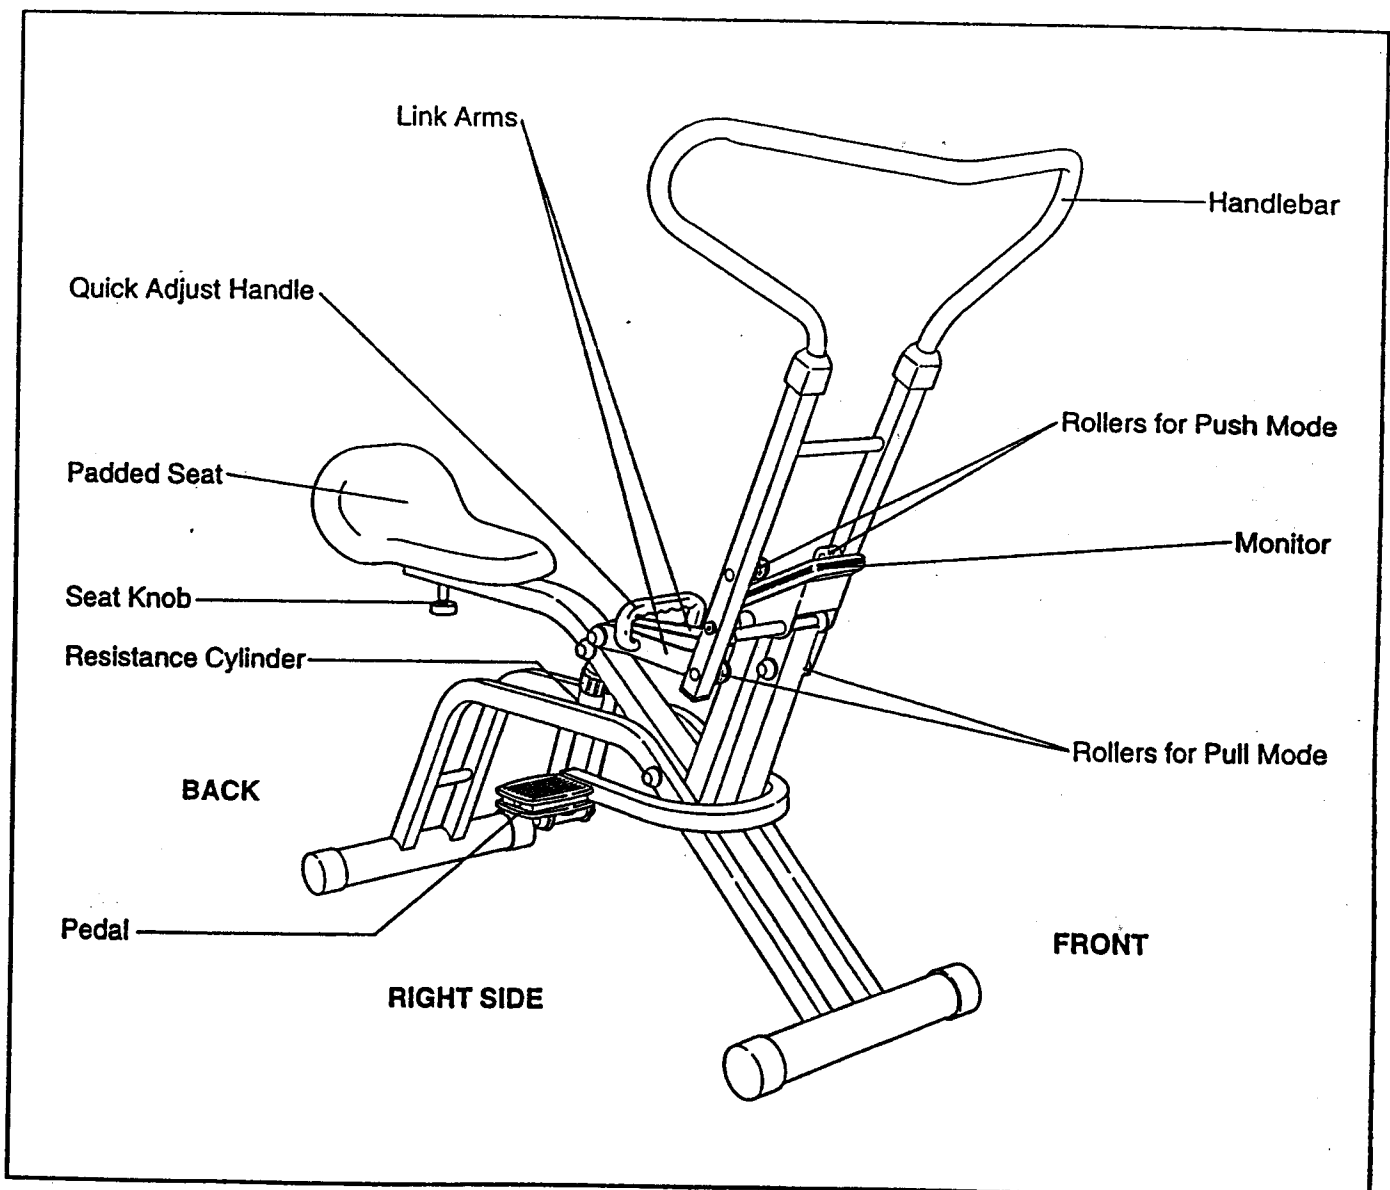 Link Arms
Handlebar
Quick Adjust Handle
Rollers for Push Mode
Padded Seat
Monitor
Seat Knob
Resistance Cylinder
Rollers for Pull Mode
BACK
Pedal
FRONT
RIGHT SIDE